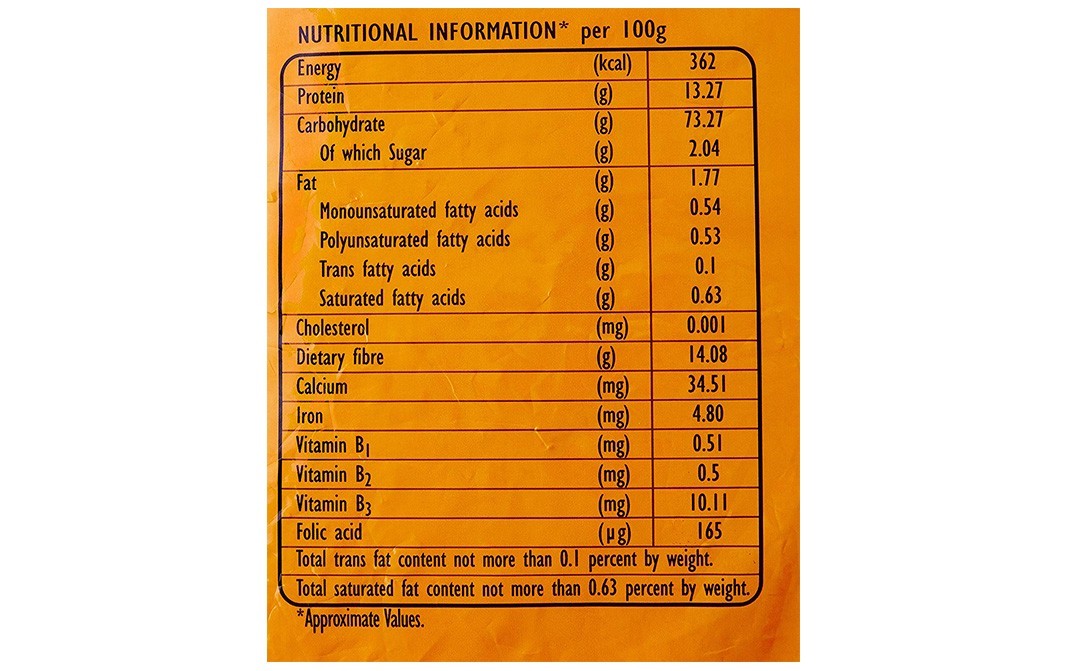 NUTRITIONAL INFORMATION* per 100g
Energy (kcal) 362
Protein (g) 13.27
Carbohydrate (g) 73.27
Of which Sugar (g) 2.04
Fat (g) 1.77
Monounsaturated fatty acids (g) 0.54
Polyunsaturated fatty acids (g) 0.53
Trans fatty acids (g) 0.1
Saturated fatty acids (g) 0.63
Cholesterol (mg) 0.001
Dietary fibre (g) 14.08
Calcium (mg) 34.51
Iron (mg) 4.80
Vitamin B1 (mg) 0.51
Vitamin B2 (mg) 0.5
Vitamin B3 (mg) 10.11
Folic acid (µg) 165
Total trans fat content not more than 0.1 percent by weight.
Total saturated fat content not more than 0.63 percent by weight.
*Approximate Values.